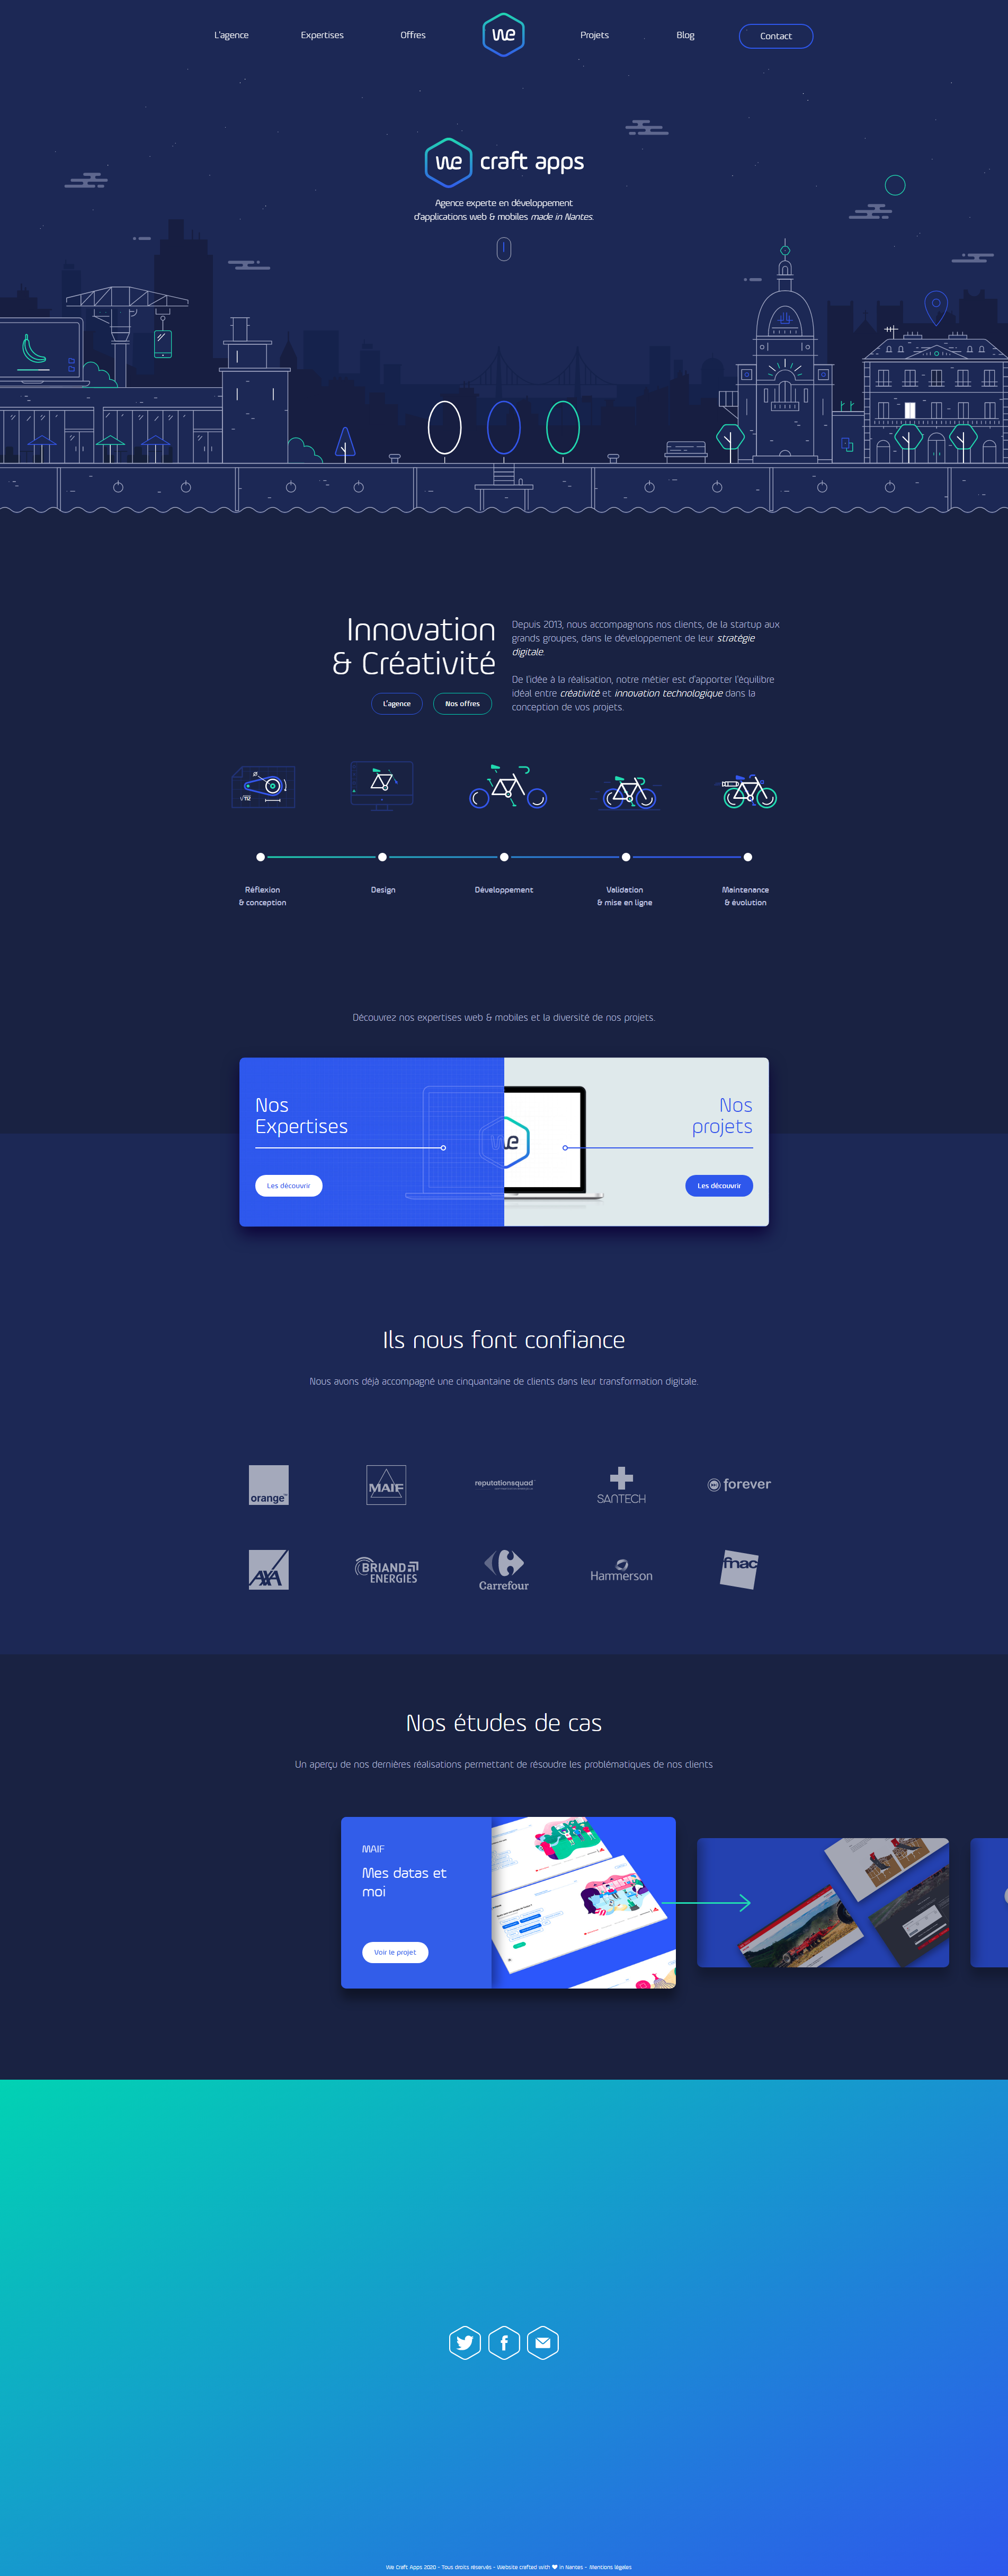 L'agence
Expertises
Offres
we
Projets
Blog
Contact
we craft apps
Agence experte en développement
d'applications web & mobiles made in Nantes.
Innovation
& Créativité
L'agence
Nos offres
Depuis 2013, nous accompagnons nos clients, de la startup aux
grands groupes, dans le développement de leur stratégie
digitale.
De l'idée à la réalisation, notre métier est d'apporter l'équilibre
idéal entre créativité et innovation technologique dans la
conception de vos projets.
Réflexion
& conception
Design
Développement
Validation
& mise en ligne
Maintenance
& évolution
Découvrez nos expertises web & mobiles et la diversité de nos projets.
Nos
Expertises
Les découvrir
we
Nos
projets
Les découvrir
Ils nous font confiance
Nous avons déjà accompagné une cinquantaine de clients dans leur transformation digitale.
orange
MAIF
reputationsquad
SANTECH
forever
AXA
BRIAND
ENERGIES
Carrefour
Hammerson
fnac
Nos études de cas
Un aperçu de nos dernières réalisations permettant de résoudre les problématiques de nos clients
MAIF
Mes datas et
moi
Voir le projet
We Craft Apps 2020 - Tous droits réservés - Website crafted with ❤ in Nantes - Mentions légales